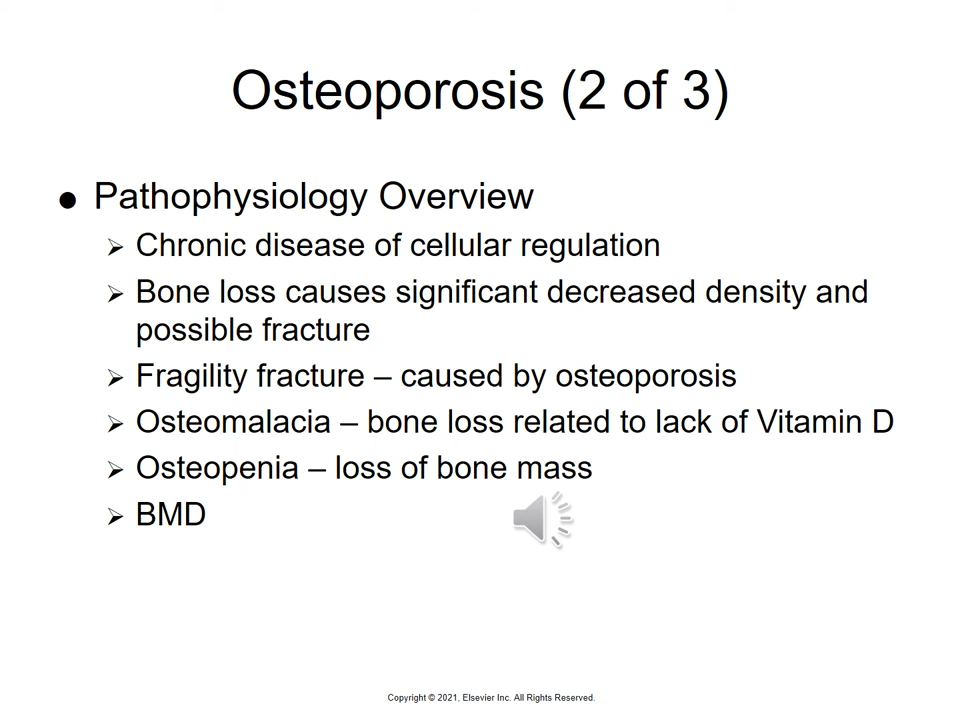 Osteoporosis (2 of 3)
● Pathophysiology Overview
➢ Chronic disease of cellular regulation
➢ Bone loss causes significant decreased density and
possible fracture
➢ Fragility fracture – caused by osteoporosis
➢ Osteomalacia – bone loss related to lack of Vitamin D
➢ Osteopenia – loss of bone mass
➢ BMD
Copyright © 2021, Elsevier Inc. All Rights Reserved.